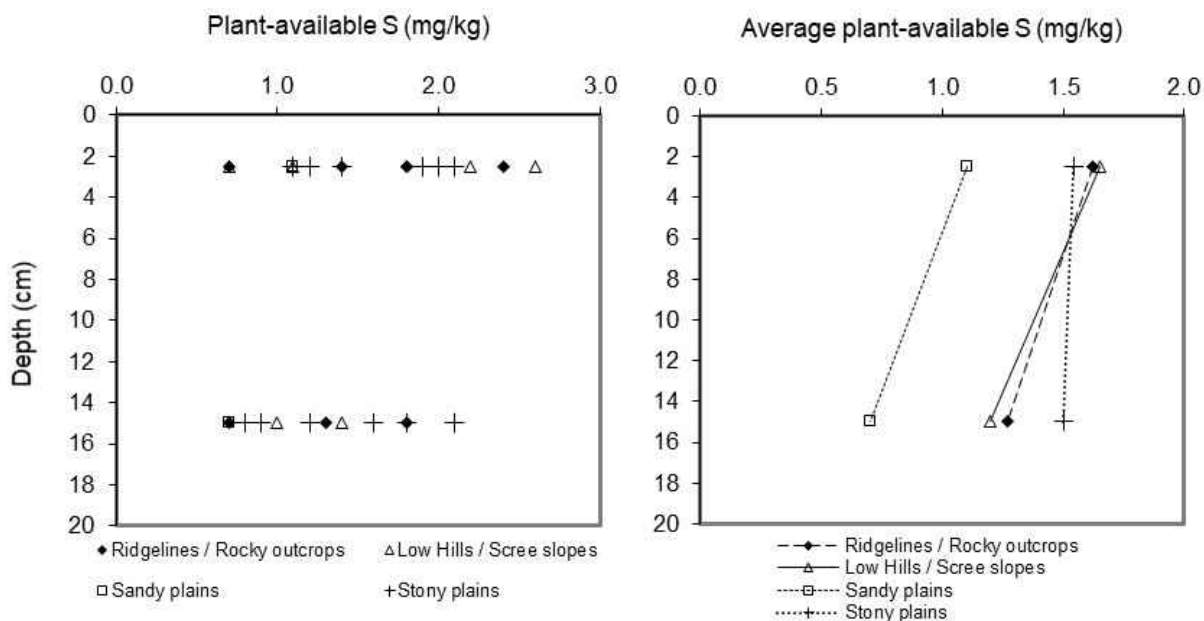 Plant-available S (mg/kg)
0.0 1.0 2.0 3.0
0
2
4
6
8
10
12
14
16
18
20
Depth (cm)
Ridgelines / Rocky outcrops Low Hills / Scree slopes
Sandy plains Stony plains
Average plant-available S (mg/kg)
0.0 0.5 1.0 1.5 2.0
0
2
4
6
8
10
12
14
16
18
20
Ridgelines / Rocky outcrops
Low Hills / Scree slopes
Sandy plains
Stony plains